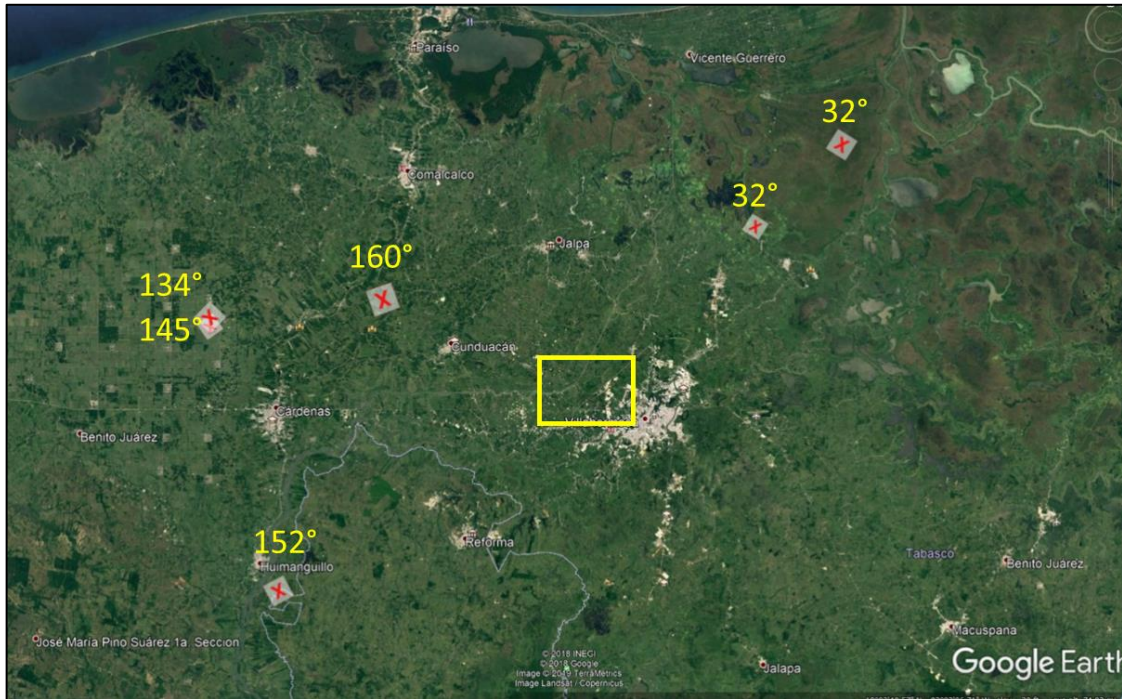 Paraíso
Vicente Guerrero
32°
Comalcalco
32°
Jalpa
160°
134°
145°
Cunduacán
Cárdenas
Benito Juárez
152°
Huimanguillo
Reforma
Tabasco
Benito Juárez
José María Pino Suárez 1a Sección
Macuspana
Jalapa
© 2018 INEGI
© 2018 Google
Image © 2019 TerraMetrics
Image Landsat / Copernicus
Google Earth